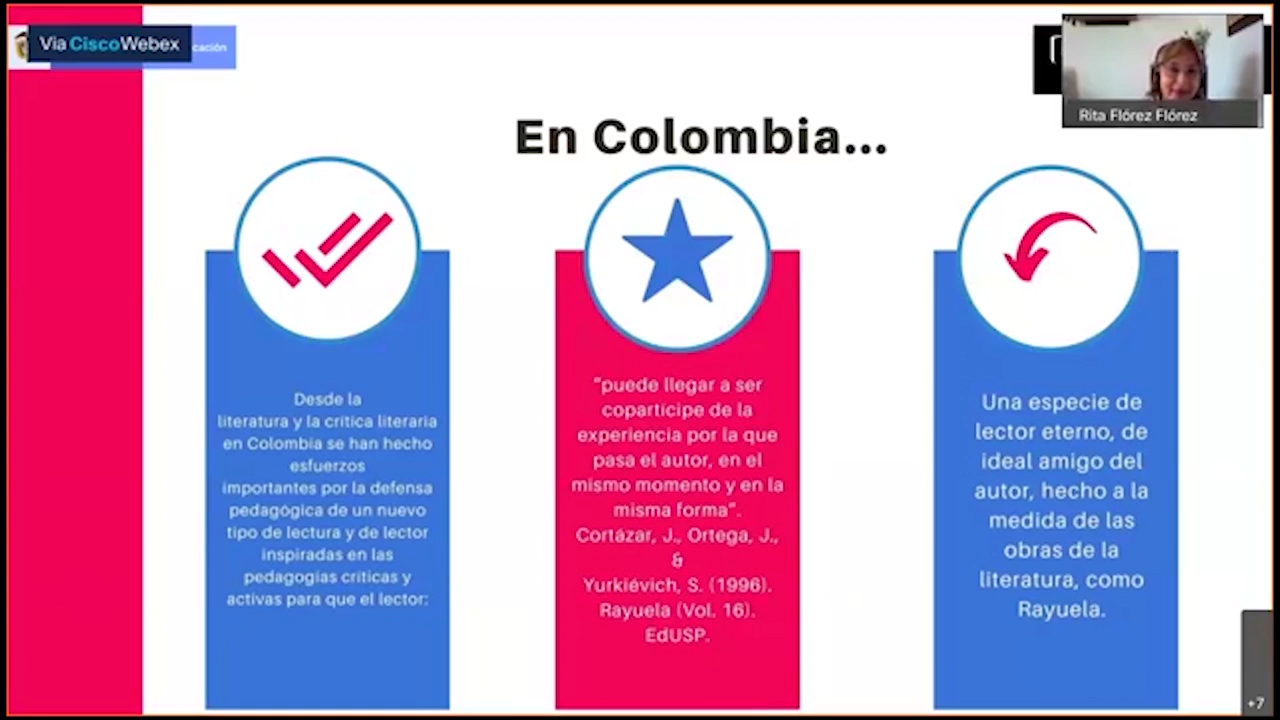 Via CiscoWebex
cación
Rita Flórez Flórez
En Colombia...
Desde la
literatura y la crítica literaria
en Colombia se han hecho
esfuerzos
importantes por la defensa
pedagógica de un nuevo
tipo de lectura y de lector
inspiradas en las
pedagogías críticas y
activas para que el lector:
"puede llegar a ser
copartícipe de la
experiencia por la que
pasa el autor, en el
mismo momento y en la
misma forma".
Cortázar, J., Ortega, J.,
&
Yurkiévich, S. (1996).
Rayuela (Vol. 16).
EdUSP.
Una especie de
lector eterno, de
ideal amigo del
autor, hecho a la
medida de las
obras de la
literatura, como
Rayuela.
+7